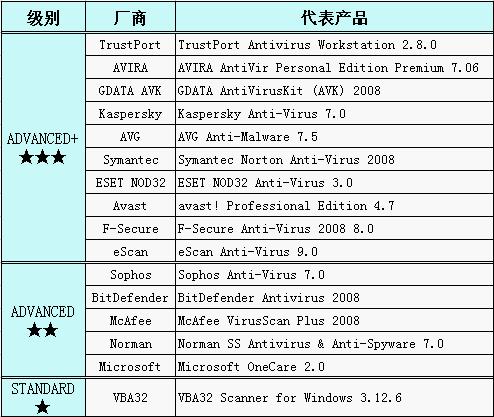 级别 厂商 代表产品
TrustPort TrustPort Antivirus Workstation 2.8.0
AVIRA AVIRA AntiVir Personal Edition Premium 7.06
GDATA AVK GDATA AntiVirusKit (AVK) 2008
Kaspersky Kaspersky Anti-Virus 7.0
ADVANCED+ AVG AVG Anti-Malware 7.5
★★★ Symantec Symantec Norton Anti-Virus 2008
ESET NOD32 ESET NOD32 Anti-Virus 3.0
Avast avast! Professional Edition 4.7
F-Secure F-Secure Anti-Virus 2008 8.0
eScan eScan Anti-Virus 9.0
Sophos Sophos Anti-Virus 7.0
BitDefender BitDefender Antivirus 2008
ADVANCED
★★ McAfee McAfee VirusScan Plus 2008
Norman Norman SS Antivirus & Anti-Spyware 7.0
Microsoft Microsoft OneCare 2.0
STANDARD
★ VBA32 VBA32 Scanner for Windows 3.12.6